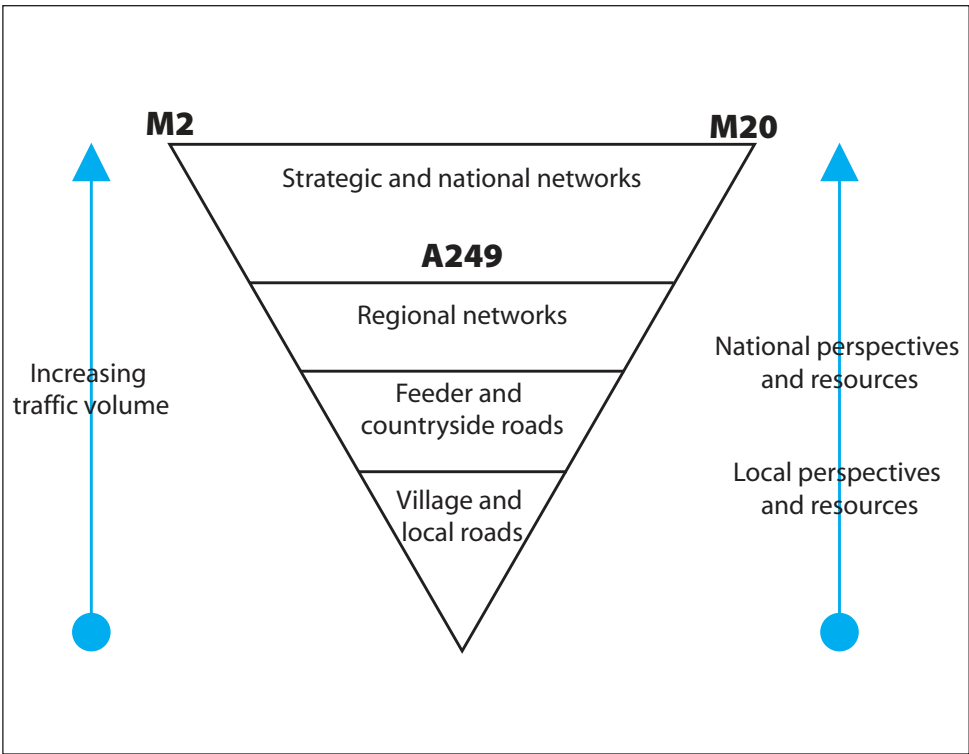 M2
M20
Strategic and national networks
A249
Regional networks
Increasing
traffic volume
Feeder and
countryside roads
Village and
local roads
National perspectives
and resources
Local perspectives
and resources